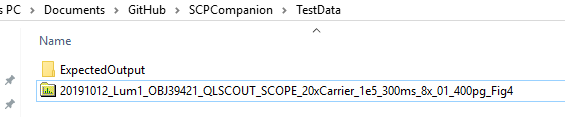 s PC > Documents > GitHub > SCPCompanion > TestData
Name
ExpectedOutput
20191012_Lum1_OBJ39421_QLSCOUT_SCOPE_20xCarrier_1e5_300ms_8x_01_400pg_Fig4